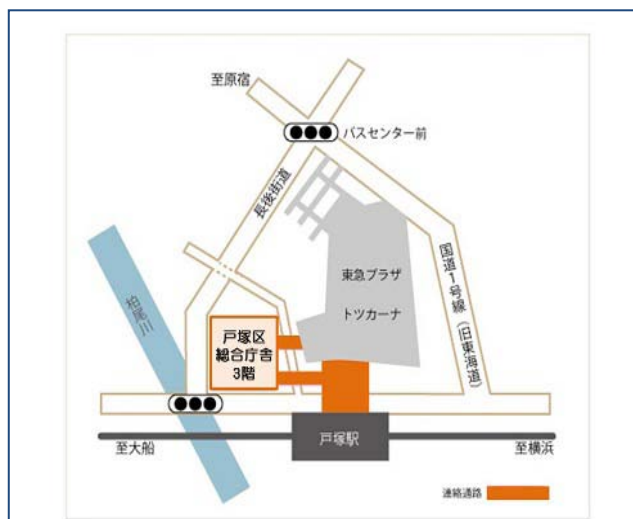 至原宿
バスセンター前
長後街道
柏尾川
東急プラザ
トツカーナ
国道1号線（旧東海道）
戸塚区
総合庁舎
3階
戸塚駅
至大船
至横浜
連絡通路